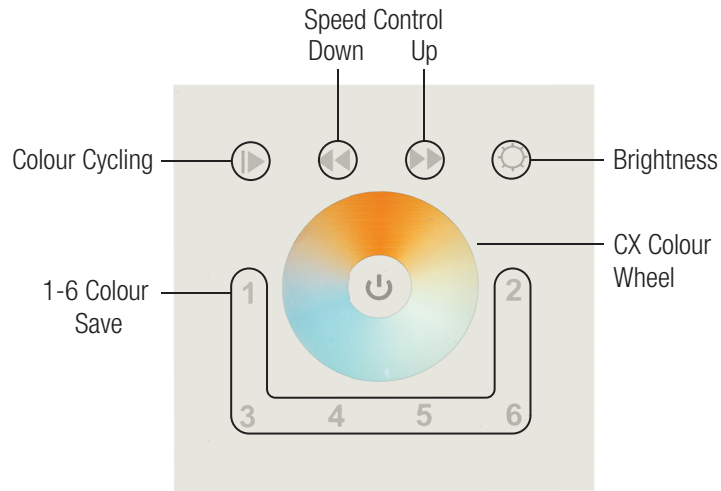 Speed Control
Down Up
Colour Cycling
Brightness
CX Colour
Wheel
1-6 Colour
Save
1 2
3 4 5 6